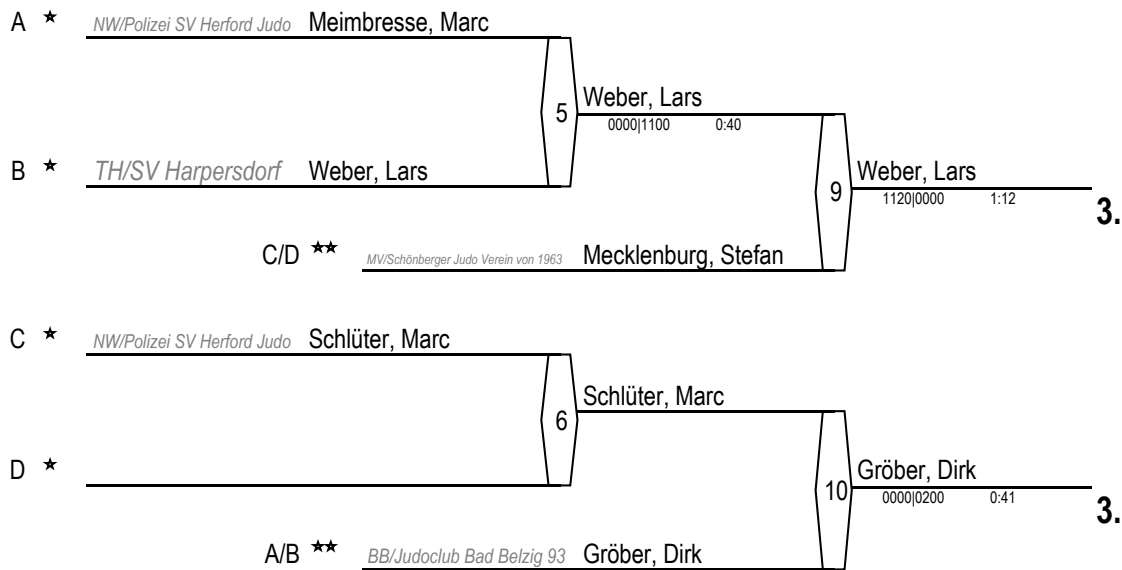 A ★ NW/Polizei SV Herford Judo Meimbresse, Marc
5
Weber, Lars
0000|1100 0:40
B ★ TH/SV Harpersdorf Weber, Lars
9
Weber, Lars
1120|0000 1:12
3.
C/D ★★ MV/Schönberger Judo Verein von 1963 Mecklenburg, Stefan
C ★ NW/Polizei SV Herford Judo Schlüter, Marc
6
Schlüter, Marc
D ★
10
Gröber, Dirk
0000|0200 0:41
3.
A/B ★★ BB/Judoclub Bad Belzig 93 Gröber, Dirk